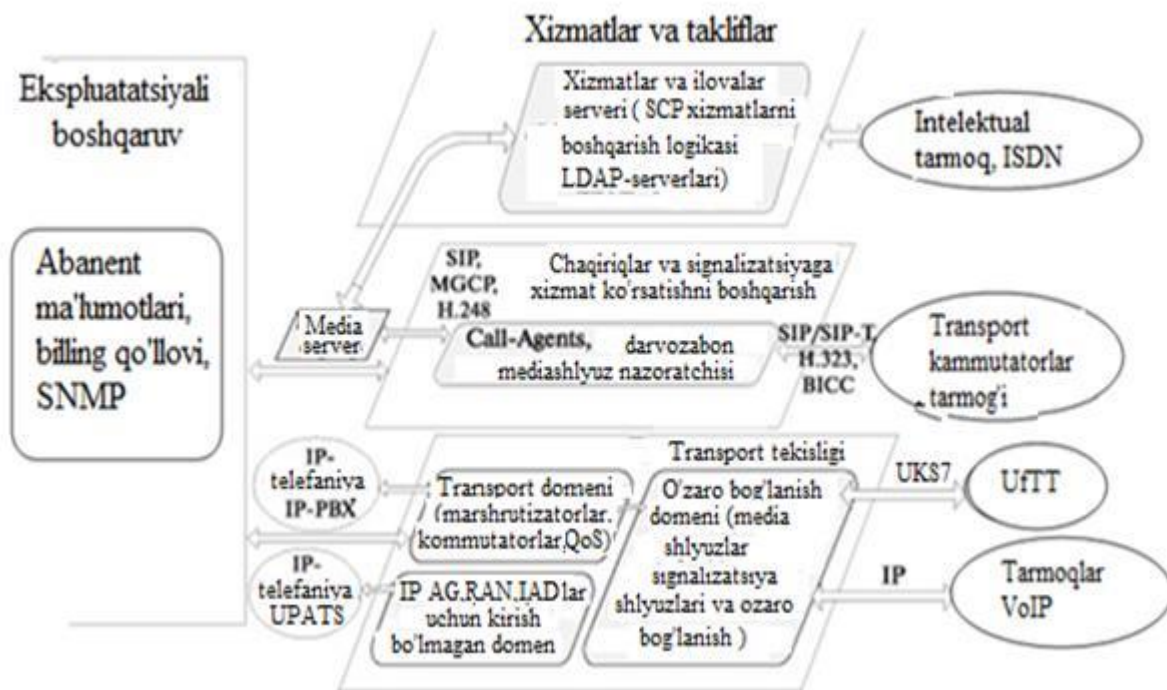 Xizmatlar va takliflar
Ekspluatatsiyali
boshqaruv
Xizmatlar va ilovalar
serveri ( SCP xizmatlarni
boshqarish logikasi
LDAP-serverlari)
Intelektual
tarmoq, ISDN
Abanent
ma'lumotlari,
billing qo'llovi,
SNMP
SIP,
MGCP,
H.248
Chaqiriqlar va signalizatsiyaga
xizmat ko'rsatishni boshqarish
Media
server
Call-Agents, darvozabon
mediashlyuz nazoratchisi
SIP/SIP-T,
H.323,
BICC
Transport
kammutatorlar
tarmog'i
Transport tekisligi
IP-
telefaniya
IP-PBX
Transport domeni
(marshrutizatorlar,
kommutatorlar,QoS)
O'zaro bog'lanish
domeni (media
shlyuzlar
signalizatsiya
shlyuzlari va ozaro
bog'lanish )
UKS7
UfTT
IP-
telefaniya
UPATS
IP AG,RAN,IADlar
uchun kirish
bo'lmagan domen
IP
Tarmoqlar
VoIP